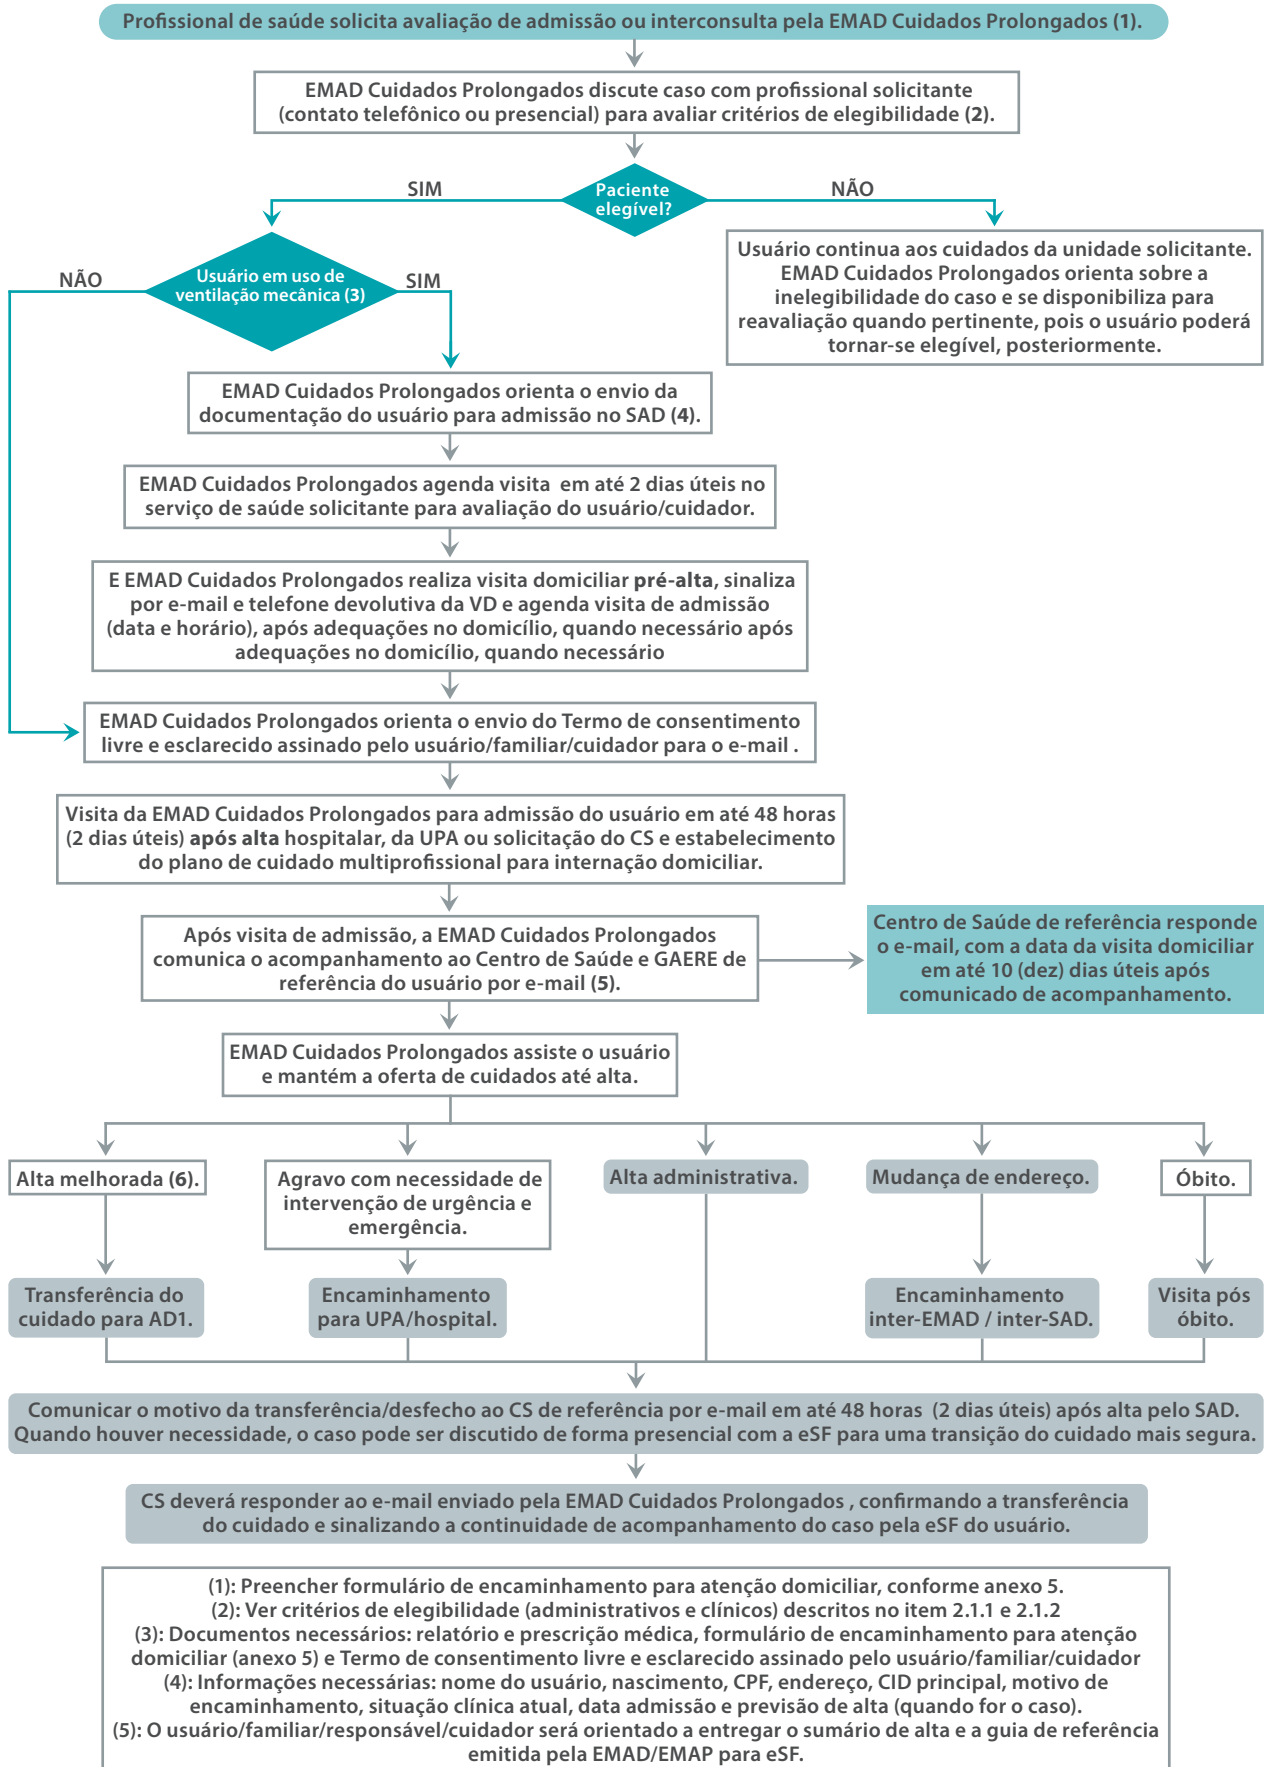 Profissional de saúde solicita avaliação de admissão ou interconsulta pela EMAD Cuidados Prolongados (1).
EMAD Cuidados Prolongados discute caso com profissional solicitante
(contato telefônico ou presencial) para avaliar critérios de elegibilidade (2).
Paciente
elegível?
SIM
NÃO
Usuário continua aos cuidados da unidade solicitante.
EMAD Cuidados Prolongados orienta sobre a
inelegibilidade do caso e se disponibiliza para
reavaliação quando pertinente, pois o usuário poderá
tornar-se elegível, posteriormente.
Usuário em uso de
ventilação mecânica (3)
NÃO
SIM
EMAD Cuidados Prolongados orienta o envio da
documentação do usuário para admissão no SAD (4).
EMAD Cuidados Prolongados agenda visita em até 2 dias úteis no
serviço de saúde solicitante para avaliação do usuário/cuidador.
E EMAD Cuidados Prolongados realiza visita domiciliar pré-alta, sinaliza
por e-mail e telefone devolutiva da VD e agenda visita de admissão
(data e horário), após adequações no domicílio, quando necessário após
adequações no domicílio, quando necessário
EMAD Cuidados Prolongados orienta o envio do Termo de consentimento
livre e esclarecido assinado pelo usuário/familiar/cuidador para o e-mail .
Visita da EMAD Cuidados Prolongados para admissão do usuário em até 48 horas
(2 dias úteis) após alta hospitalar, da UPA ou solicitação do CS e estabelecimento
do plano de cuidado multiprofissional para internação domiciliar.
Após visita de admissão, a EMAD Cuidados Prolongados
comunica o acompanhamento ao Centro de Saúde e GAERE de
referência do usuário por e-mail (5).
Centro de Saúde de referência responde
o e-mail, com a data da visita domiciliar
em até 10 (dez) dias úteis após
comunicado de acompanhamento.
EMAD Cuidados Prolongados assiste o usuário
e mantém a oferta de cuidados até alta.
Alta melhorada (6).
Agravo com necessidade de
intervenção de urgência e
emergência.
Alta administrativa.
Mudança de endereço.
Óbito.
Transferência do
cuidado para AD1.
Encaminhamento
para UPA/hospital.
Encaminhamento
inter-EMAD / inter-SAD.
Visita pós
óbito.
Comunicar o motivo da transferência/desfecho ao CS de referência por e-mail em até 48 horas (2 dias úteis) após alta pelo SAD.
Quando houver necessidade, o caso pode ser discutido de forma presencial com a eSF para uma transição do cuidado mais segura.
CS deverá responder ao e-mail enviado pela EMAD Cuidados Prolongados , confirmando a transferência
do cuidado e sinalizando a continuidade de acompanhamento do caso pela eSF do usuário.
(1): Preencher formulário de encaminhamento para atenção domiciliar, conforme anexo 5.
(2): Ver critérios de elegibilidade (administrativos e clínicos) descritos no item 2.1.1 e 2.1.2
(3): Documentos necessários: relatório e prescrição médica, formulário de encaminhamento para atenção
domiciliar (anexo 5) e Termo de consentimento livre e esclarecido assinado pelo usuário/familiar/cuidador
(4): Informações necessárias: nome do usuário, nascimento, CPF, endereço, CID principal, motivo de
encaminhamento, situação clínica atual, data admissão e previsão de alta (quando for o caso).
(5): O usuário/familiar/responsável/cuidador será orientado a entregar o sumário de alta e a guia de referência
emitida pela EMAD/EMAP para eSF.